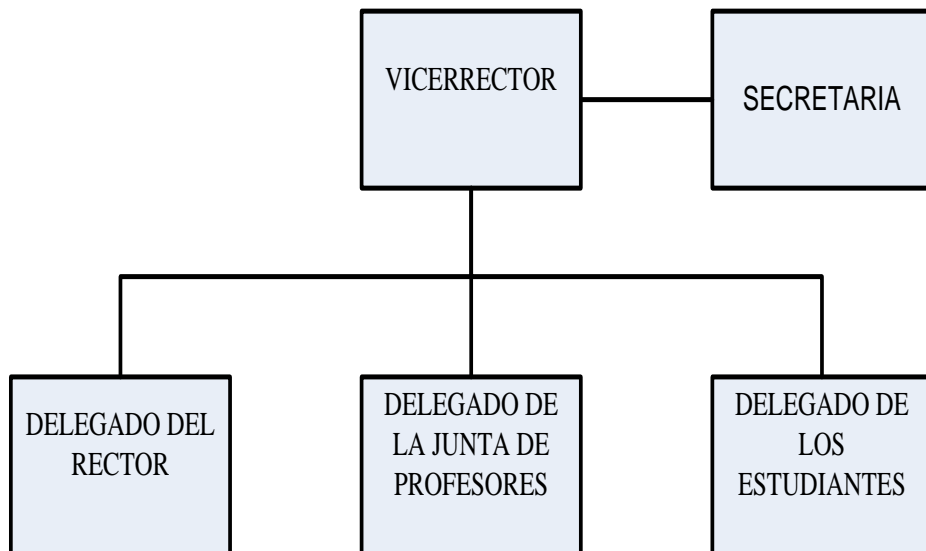 VICERRECTOR
SECRETARIA
DELEGADO DEL
RECTOR
DELEGADO DE
LA JUNTA DE
PROFESORES
DELEGADO DE
LOS
ESTUDIANTES